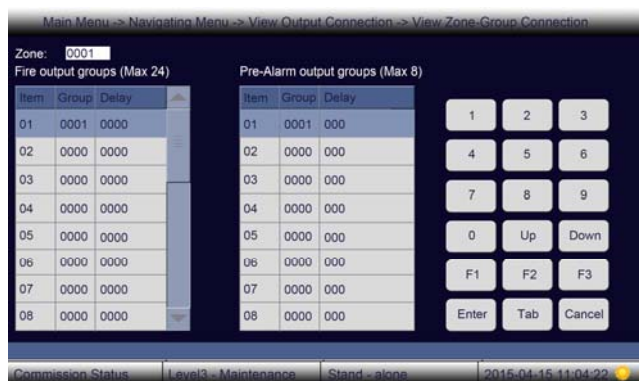 Main Menu -> Navigating Menu -> View Output Connection -> View Zone-Group Connection
Zone: 0001
Fire output groups (Max 24)
Item Group Delay
01 0001 0000
02 0000 0000
03 0000 0000
04 0000 0000
05 0000 0000
06 0000 0000
07 0000 0000
08 0000 0000
Pre-Alarm output groups (Max 8)
Item Group Delay
01 0001 000
02 0000 000
03 0000 000
04 0000 000
05 0000 000
06 0000 000
07 0000 000
08 0000 000
1 2 3
4 5 6
7 8 9
0 Up Down
F1 F2 F3
Enter Tab Cancel
Commission Status Level3 - Maintenance Stand - alone 2015-04-15 11:04:22